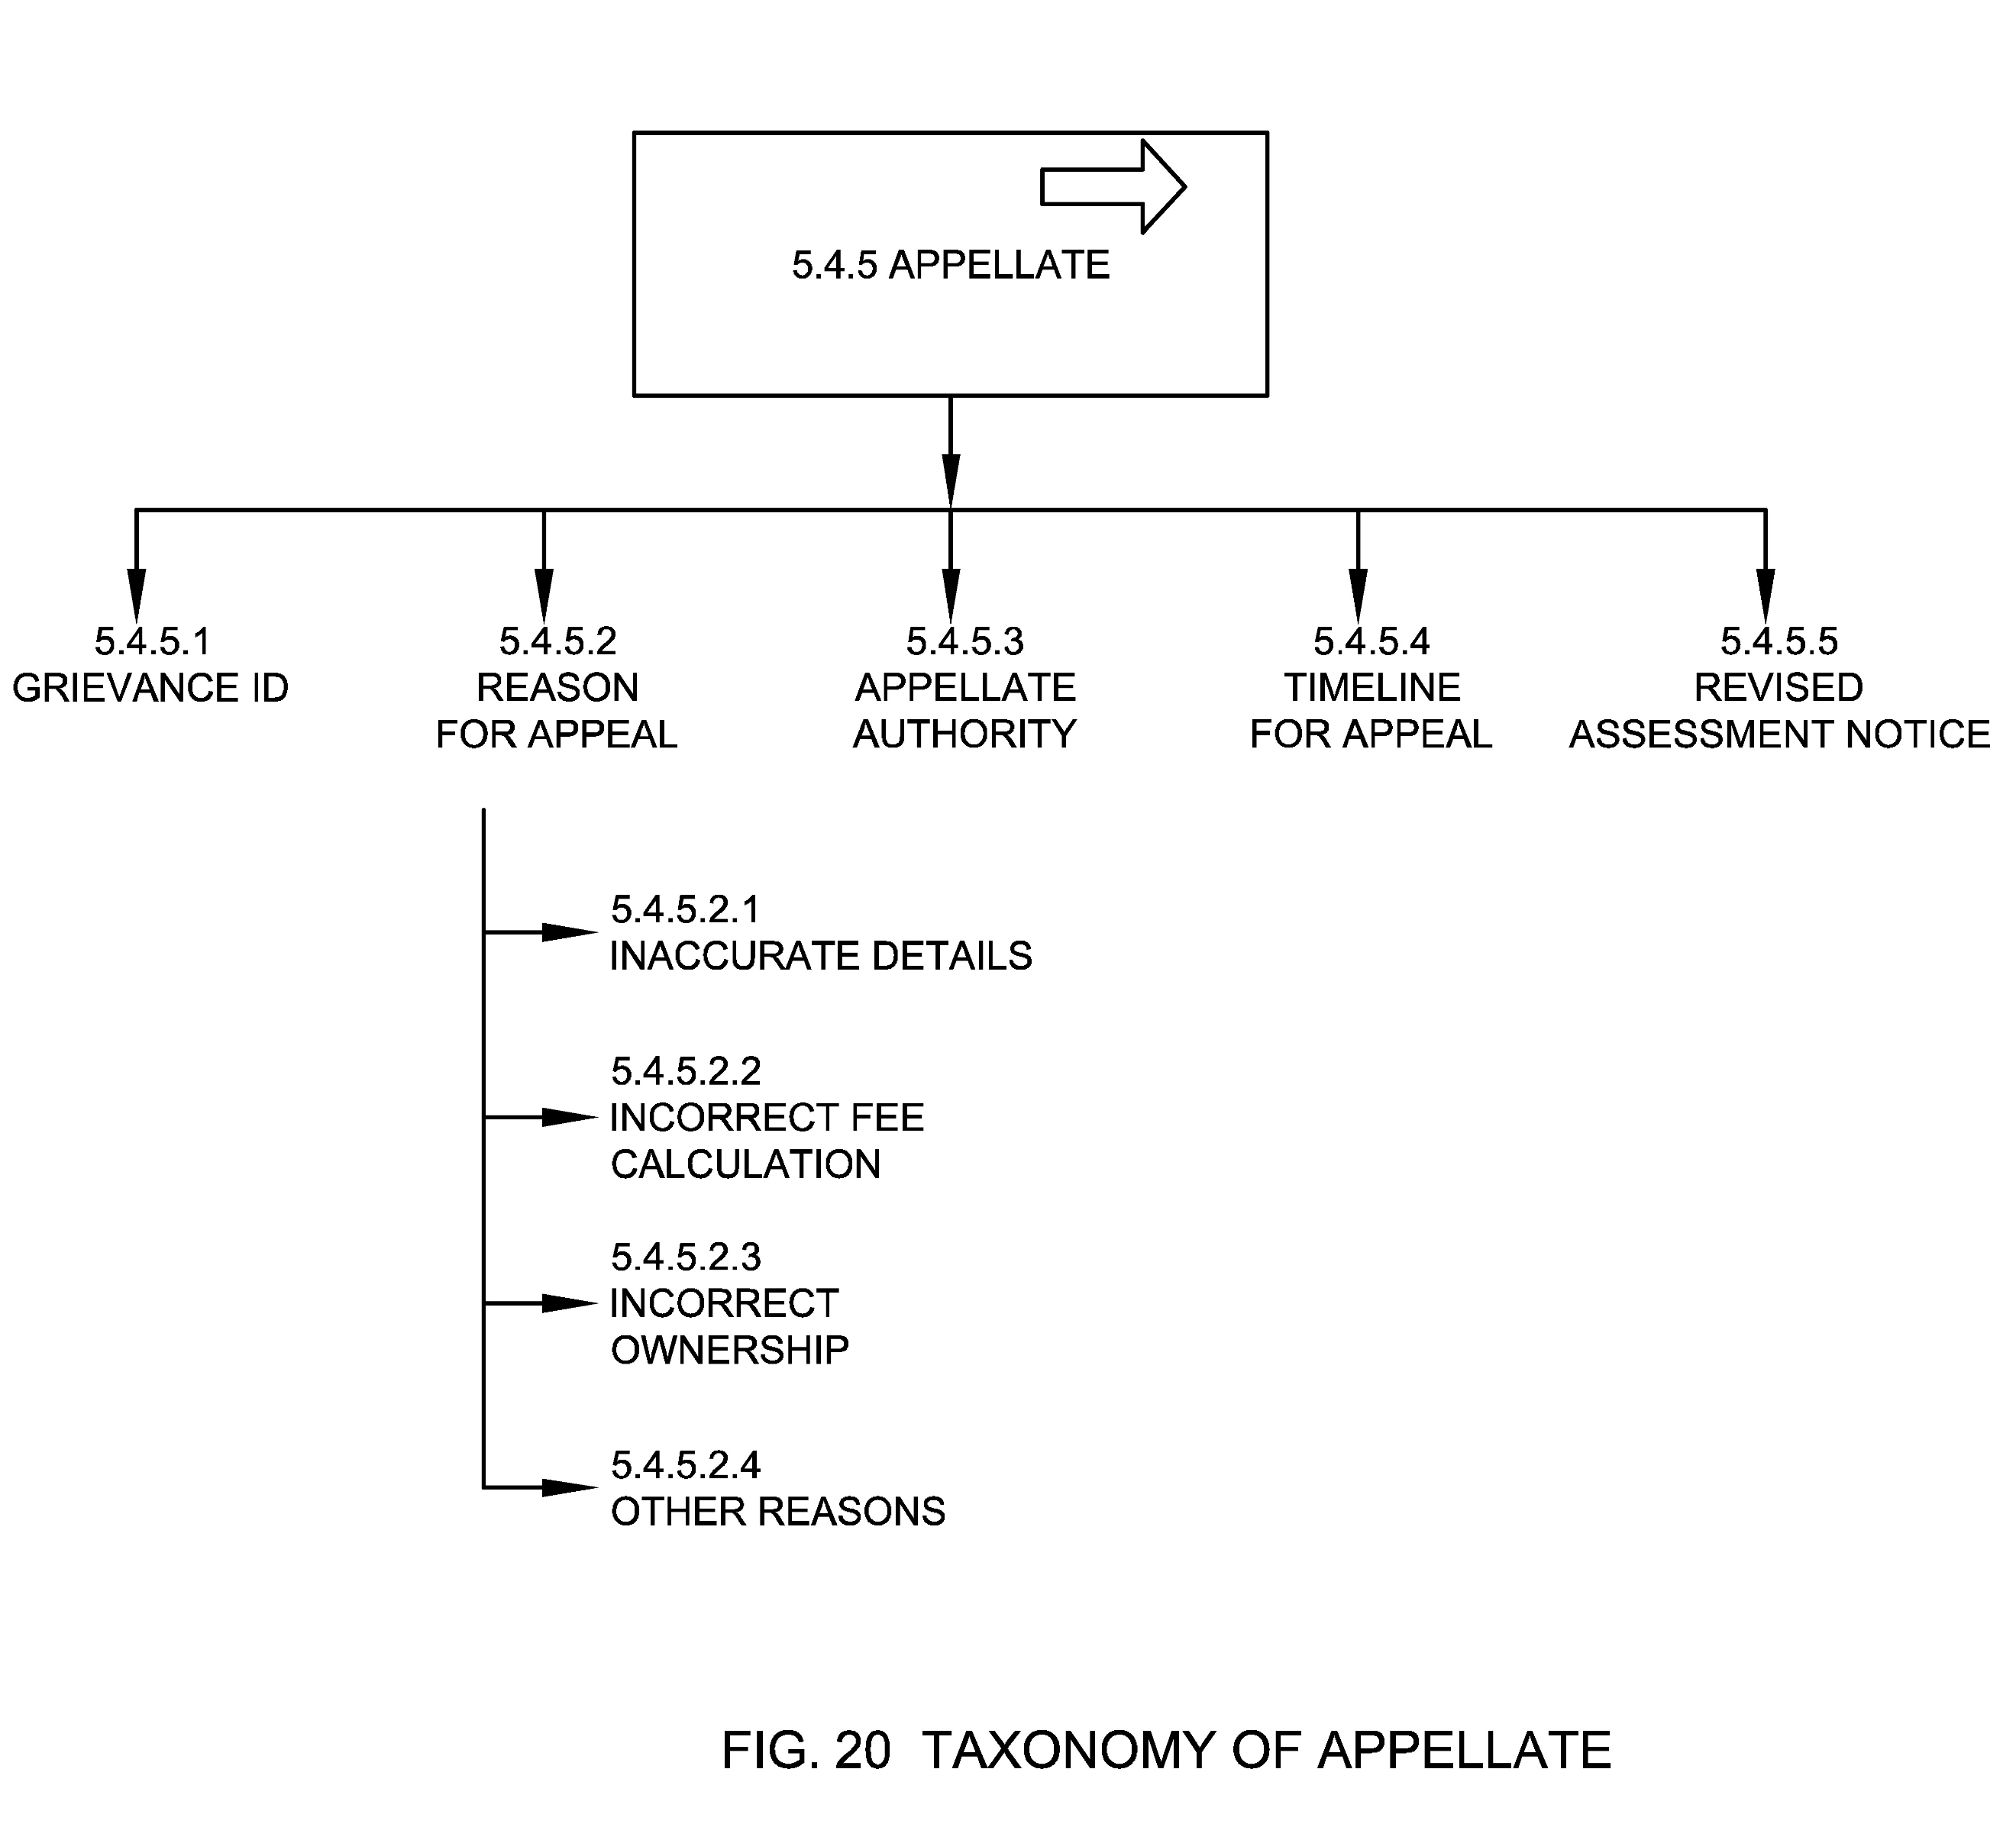 5.4.5 APPELLATE
5.4.5.1
GRIEVANCE ID
5.4.5.2
REASON
FOR APPEAL
5.4.5.3
APPELLATE
AUTHORITY
5.4.5.4
TIMELINE
FOR APPEAL
5.4.5.5
REVISED
ASSESSMENT NOTICE
5.4.5.2.1
INACCURATE DETAILS
5.4.5.2.2
INCORRECT FEE
CALCULATION
5.4.5.2.3
INCORRECT
OWNERSHIP
5.4.5.2.4
OTHER REASONS
FIG. 20 TAXONOMY OF APPELLATE